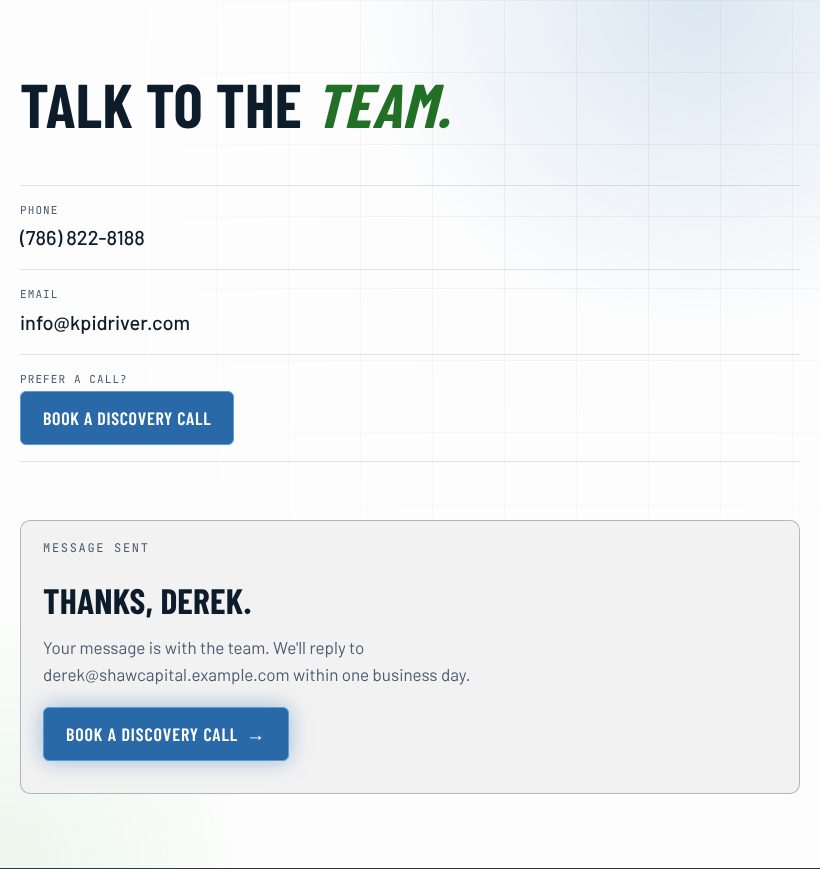 TALK TO THE TEAM.
PHONE
(786) 822-8188
EMAIL
info@kpidriver.com
PREFER A CALL?
BOOK A DISCOVERY CALL
MESSAGE SENT
THANKS, DEREK.
Your message is with the team. We'll reply to
derek@shawcapital.example.com within one business day.
BOOK A DISCOVERY CALL →